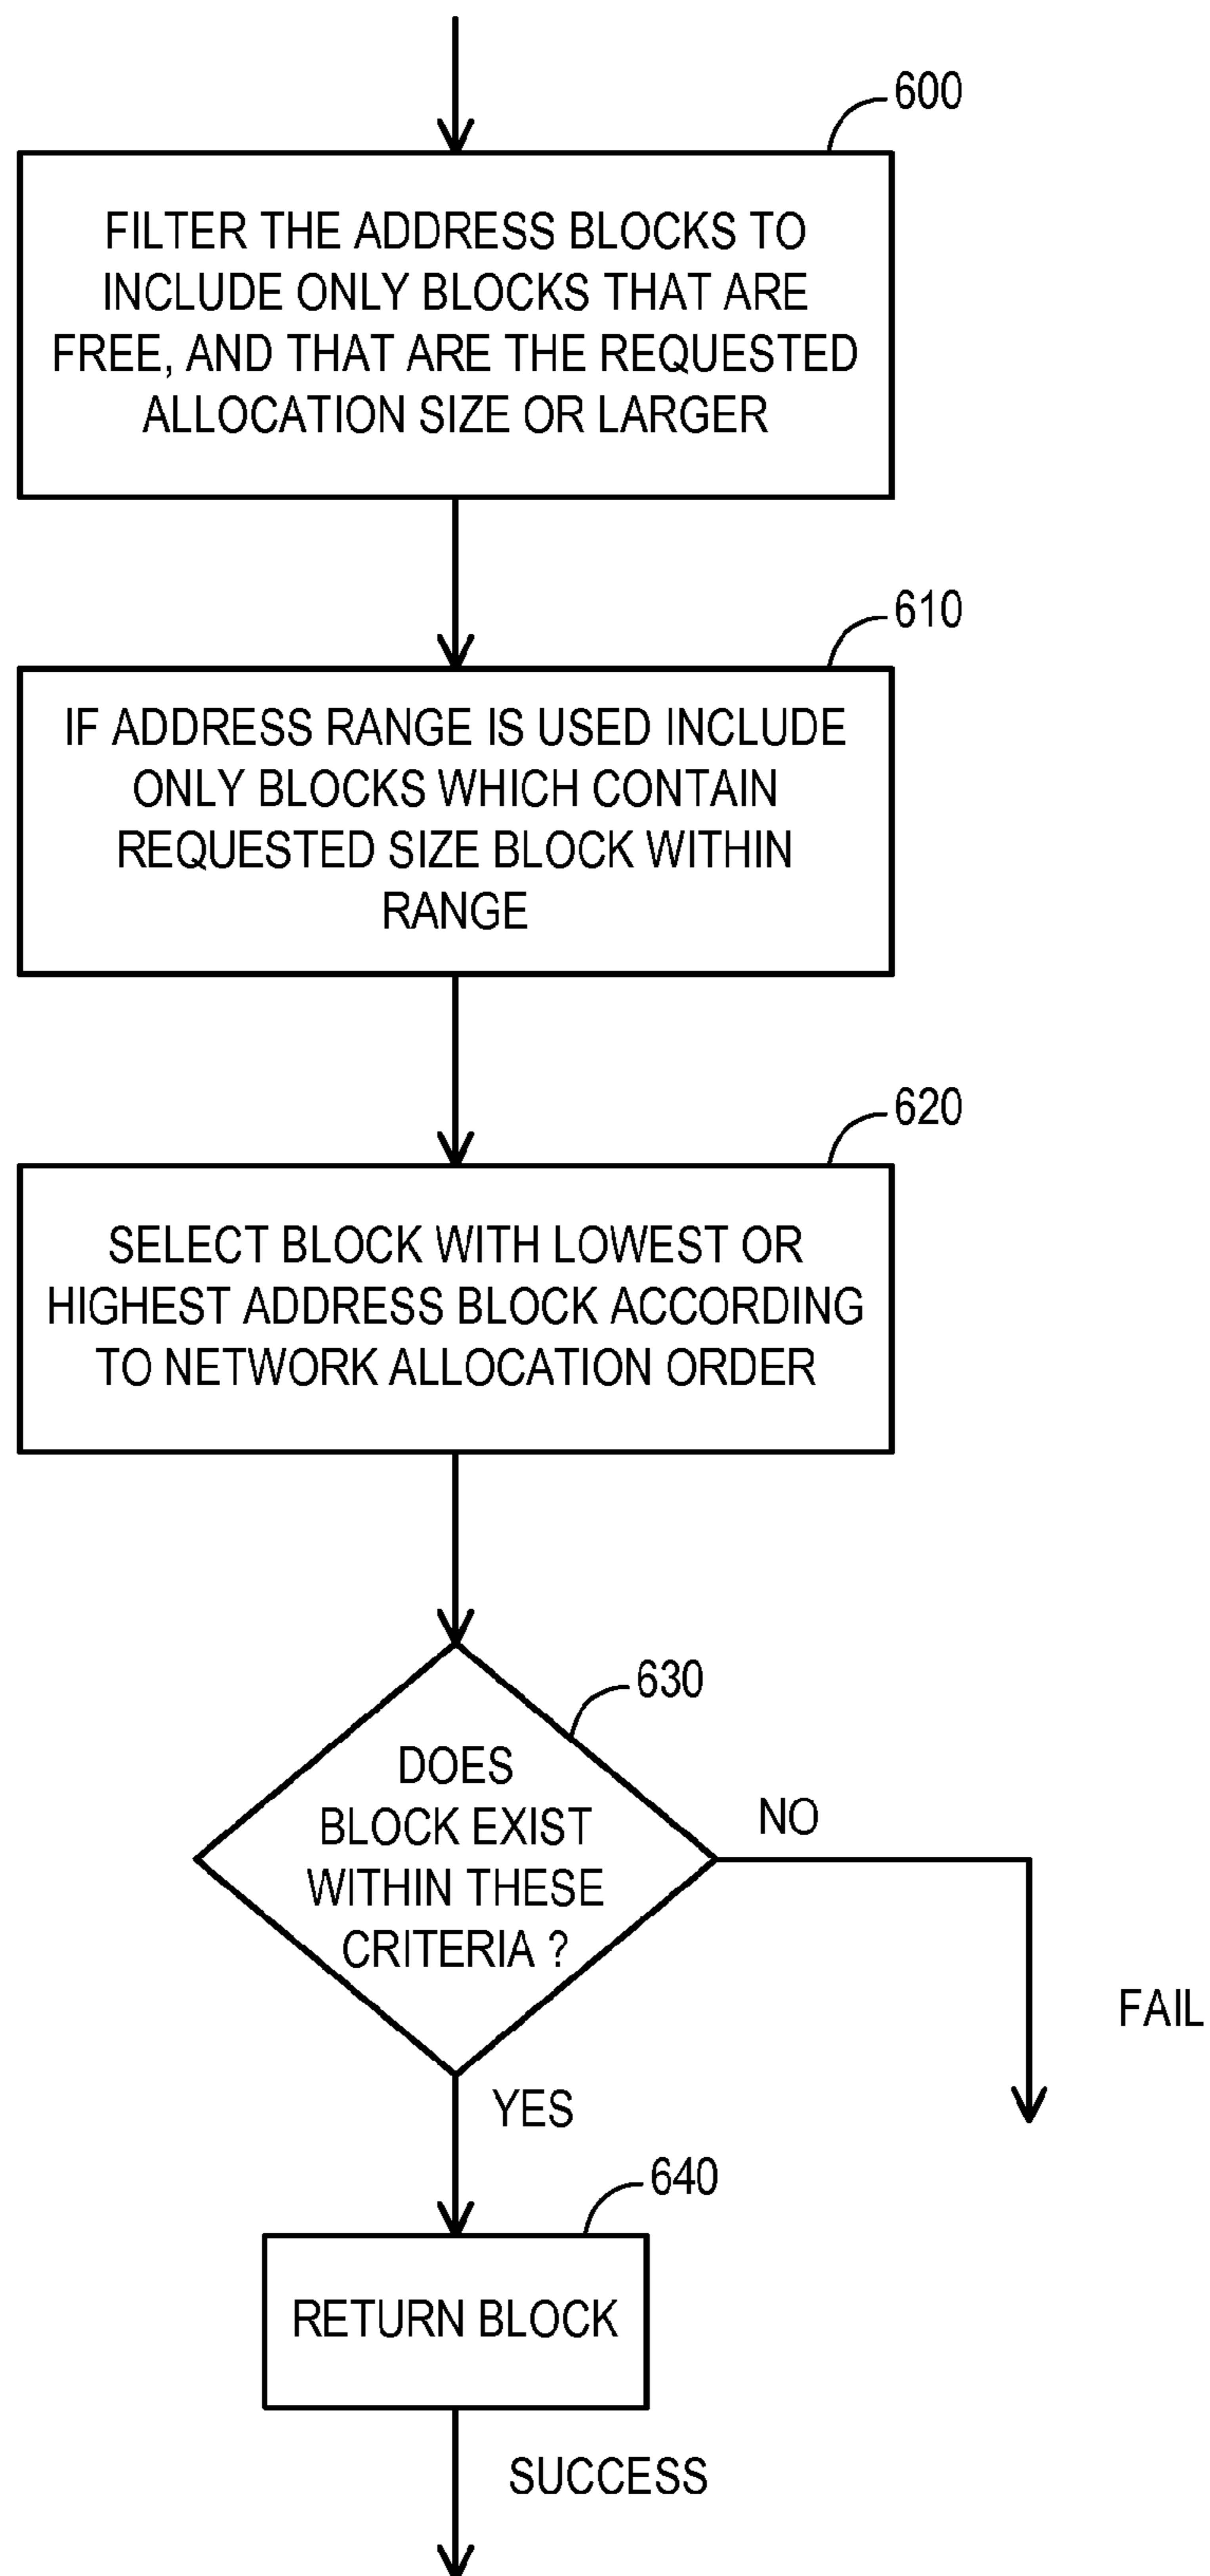 600
FILTER THE ADDRESS BLOCKS TO
INCLUDE ONLY BLOCKS THAT ARE
FREE, AND THAT ARE THE REQUESTED
ALLOCATION SIZE OR LARGER
610
IF ADDRESS RANGE IS USED INCLUDE
ONLY BLOCKS WHICH CONTAIN
REQUESTED SIZE BLOCK WITHIN
RANGE
620
SELECT BLOCK WITH LOWEST OR
HIGHEST ADDRESS BLOCK ACCORDING
TO NETWORK ALLOCATION ORDER
630
DOES
BLOCK EXIST
WITHIN THESE
CRITERIA ?
NO
FAIL
YES
640
RETURN BLOCK
SUCCESS